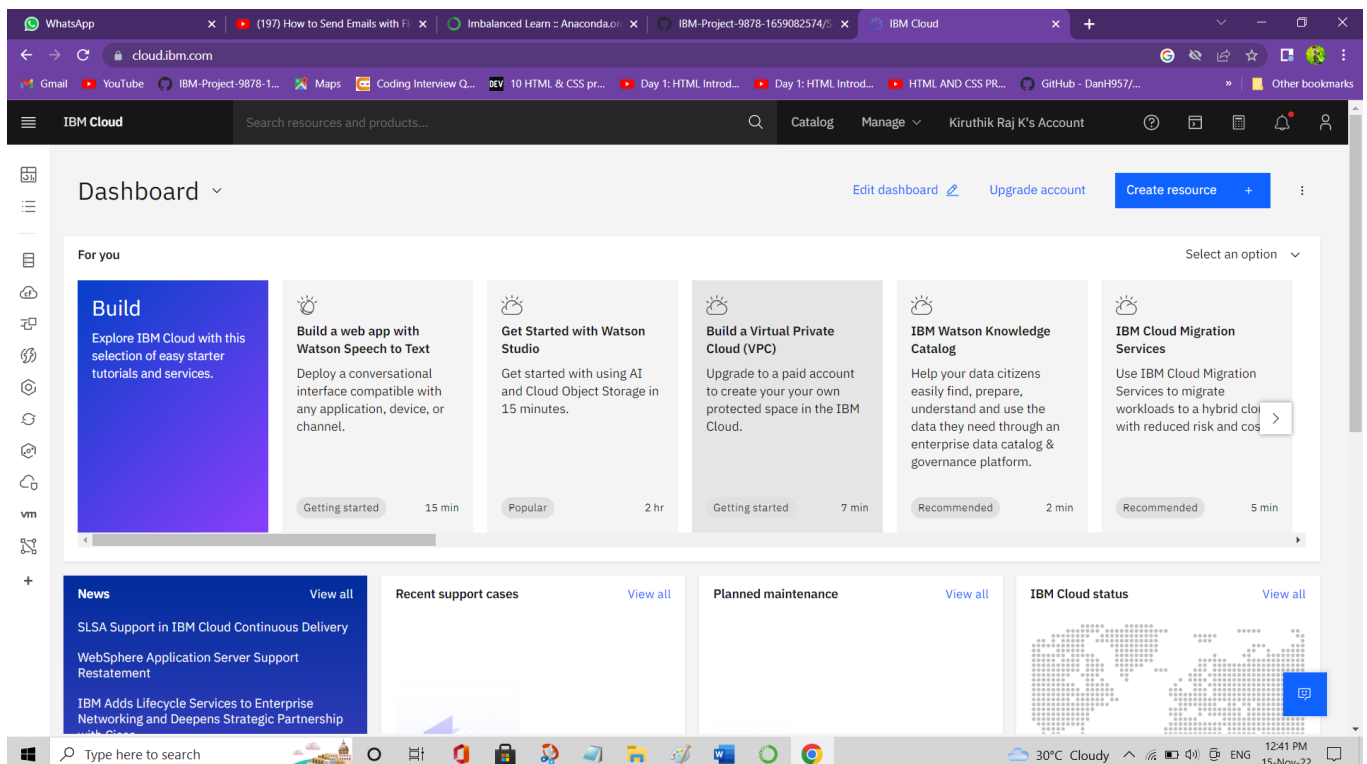 WhatsApp
(197) How to Send Emails with Fl
Imbalanced Learn :: Anaconda.or
IBM-Project-9878-1659082574/S
IBM Cloud
cloud.ibm.com
Gmail
YouTube
IBM-Project-9878-1...
Maps
Coding Interview Q...
DEV
10 HTML & CSS pr...
Day 1: HTML Introd...
Day 1: HTML Introd...
HTML AND CSS PR...
GitHub - DanH957/...
»
Other bookmarks
IBM Cloud
Search resources and products...
Catalog
Manage
Kiruthik Raj K's Account
Dashboard
Edit dashboard
Upgrade account
Create resource +
For you
Select an option
Build
Explore IBM Cloud with this
selection of easy starter
tutorials and services.
Build a web app with
Watson Speech to Text
Deploy a conversational
interface compatible with
any application, device, or
channel.
Getting started
15 min
Get Started with Watson
Studio
Get started with using AI
and Cloud Object Storage in
15 minutes.
Popular
2 hr
Build a Virtual Private
Cloud (VPC)
Upgrade to a paid account
to create your your own
protected space in the IBM
Cloud.
Getting started
7 min
IBM Watson Knowledge
Catalog
Help your data citizens
easily find, prepare,
understand and use the
data they need through an
enterprise data catalog &
governance platform.
Recommended
2 min
IBM Cloud Migration
Services
Use IBM Cloud Migration
Services to migrate
workloads to a hybrid clo
with reduced risk and cos
Recommended
5 min
vm
News
View all
SLSA Support in IBM Cloud Continuous Delivery
WebSphere Application Server Support
Restatement
IBM Adds Lifecycle Services to Enterprise
Networking and Deepens Strategic Partnership
with Cisco
Recent support cases
View all
Planned maintenance
View all
IBM Cloud status
View all
Type here to search
30°C Cloudy
ENG
12:41 PM
15-Nov-22